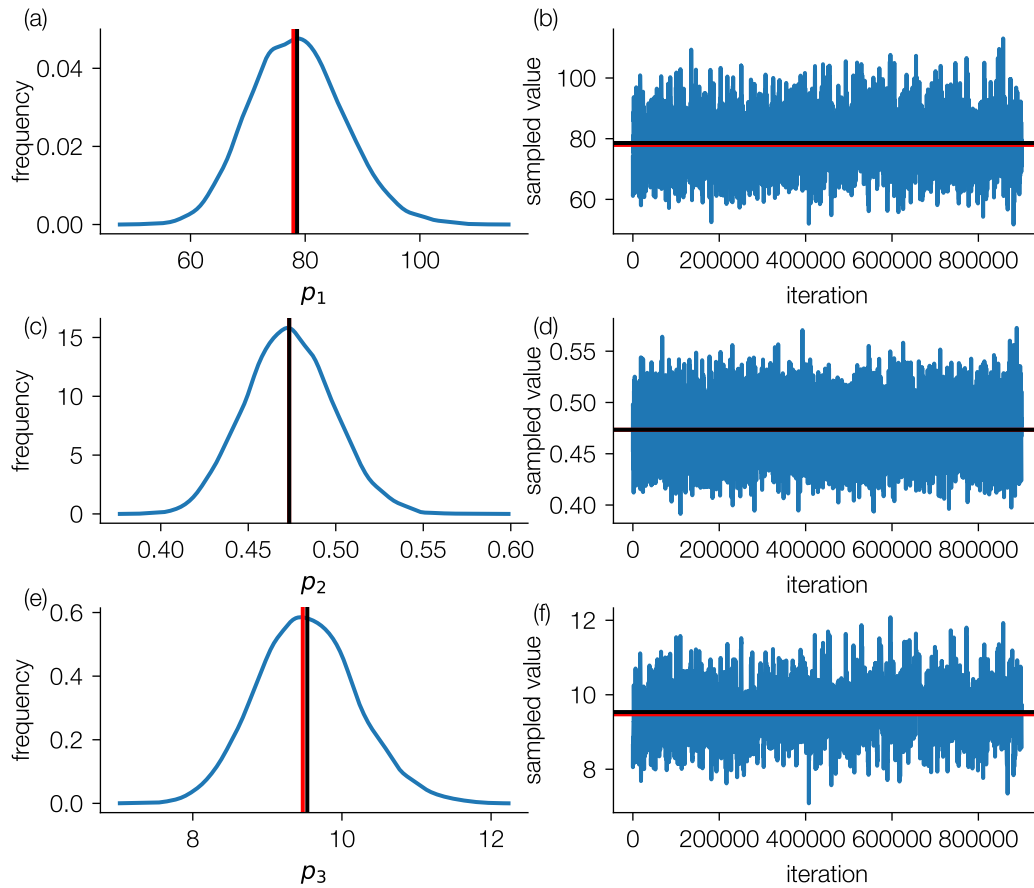 (a)
frequency
0.04
0.02
0.00
60 80 100
p1
(b)
sampled value
100
80
60
0 200000 400000 600000 800000
iteration
(c)
frequency
15
10
5
0
0.40 0.45 0.50 0.55 0.60
p2
(d)
sampled value
0.55
0.50
0.45
0.40
0 200000 400000 600000 800000
iteration
(e)
frequency
0.6
0.4
0.2
0.0
8 10 12
p3
(f)
sampled value
12
10
8
0 200000 400000 600000 800000
iteration